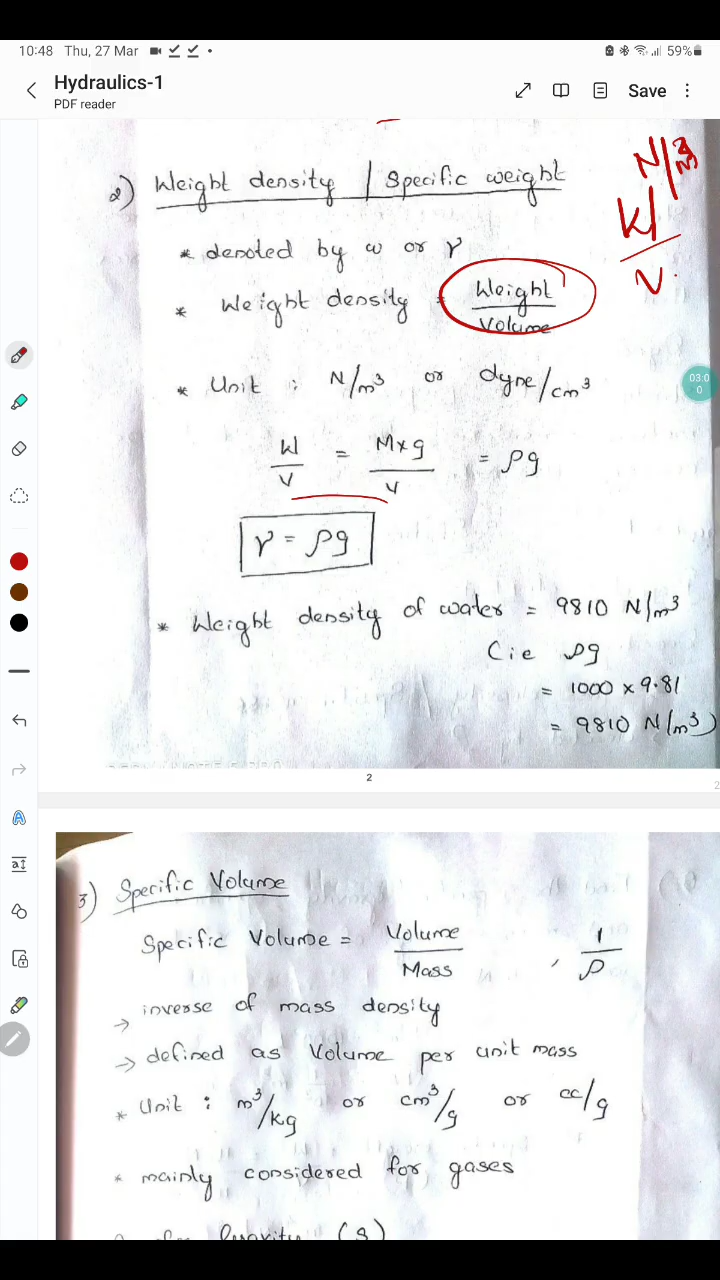 10:48 Thu, 27 Mar
59%
Hydraulics-1
PDF reader
Save
N/m³
W/V
2) Weight density / Specific weight
* denoted by ω or γ
* Weight density = Weight/Volume
03:00
* Unit : N/m³ or dyne/cm³
W/V = M×g/V = ρg
γ = ρg
* Weight density of water = 9810 N/m³
(ie ρg
= 1000 × 9.81
= 9810 N/m³)
2
3) Specific Volume
Specific Volume = Volume/Mass , 1/ρ
→ inverse of mass density
→ defined as Volume per unit mass
* Unit : m³/kg or cm³/g or cc/g
* mainly considered for gases
Gravity (S)